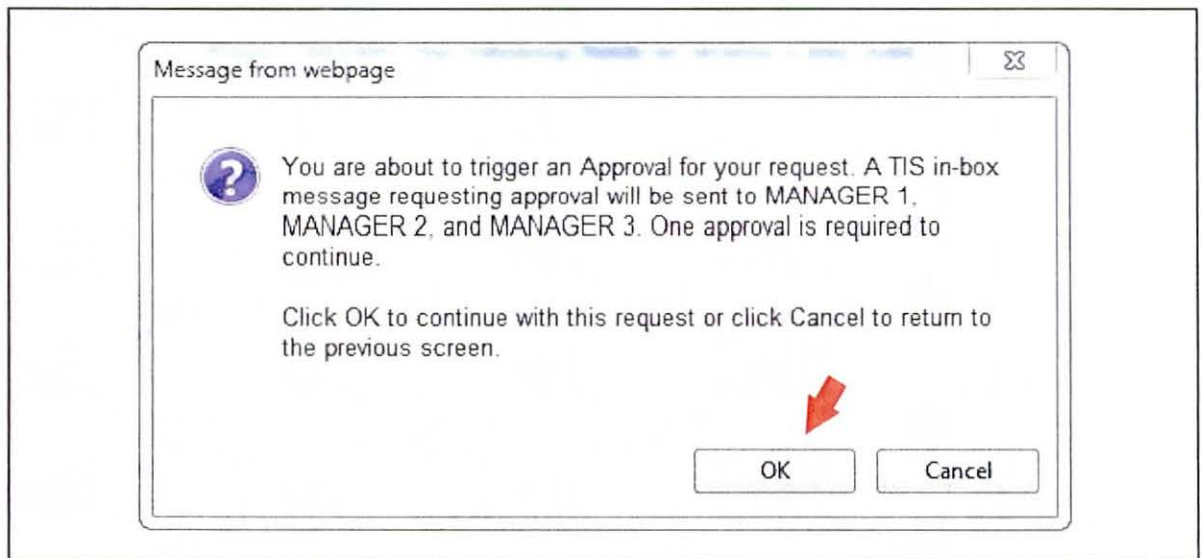 Message from webpage
You are about to trigger an Approval for your request. A TIS in-box
message requesting approval will be sent to MANAGER 1,
MANAGER 2, and MANAGER 3. One approval is required to
continue.
Click OK to continue with this request or click Cancel to return to
the previous screen.
OK
Cancel